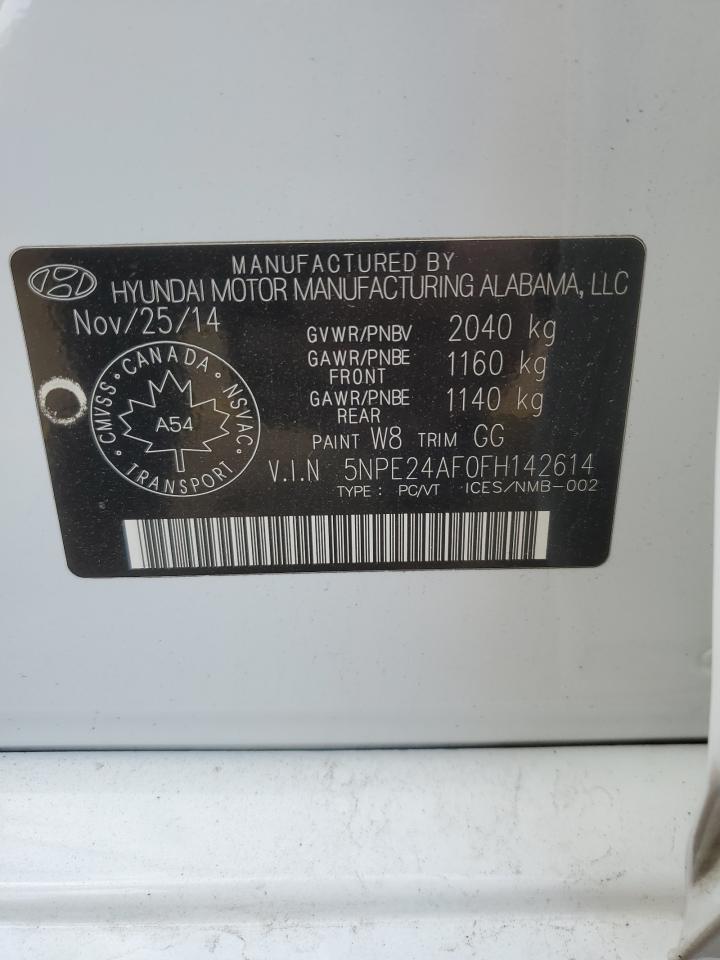 MANUFACTURED BY
HYUNDAI MOTOR MANUFACTURING ALABAMA, LLC
Nov/25/14
GVWR/PNBV 2040 kg
GAWR/PNBE FRONT 1160 kg
GAWR/PNBE REAR 1140 kg
PAINT W8 TRIM GG
CANADA
CMVSS
NSVAC
A54
TRANSPORT
V.I.N 5NPE24AF0FH142614
TYPE : PC/VT ICES/NMB-002